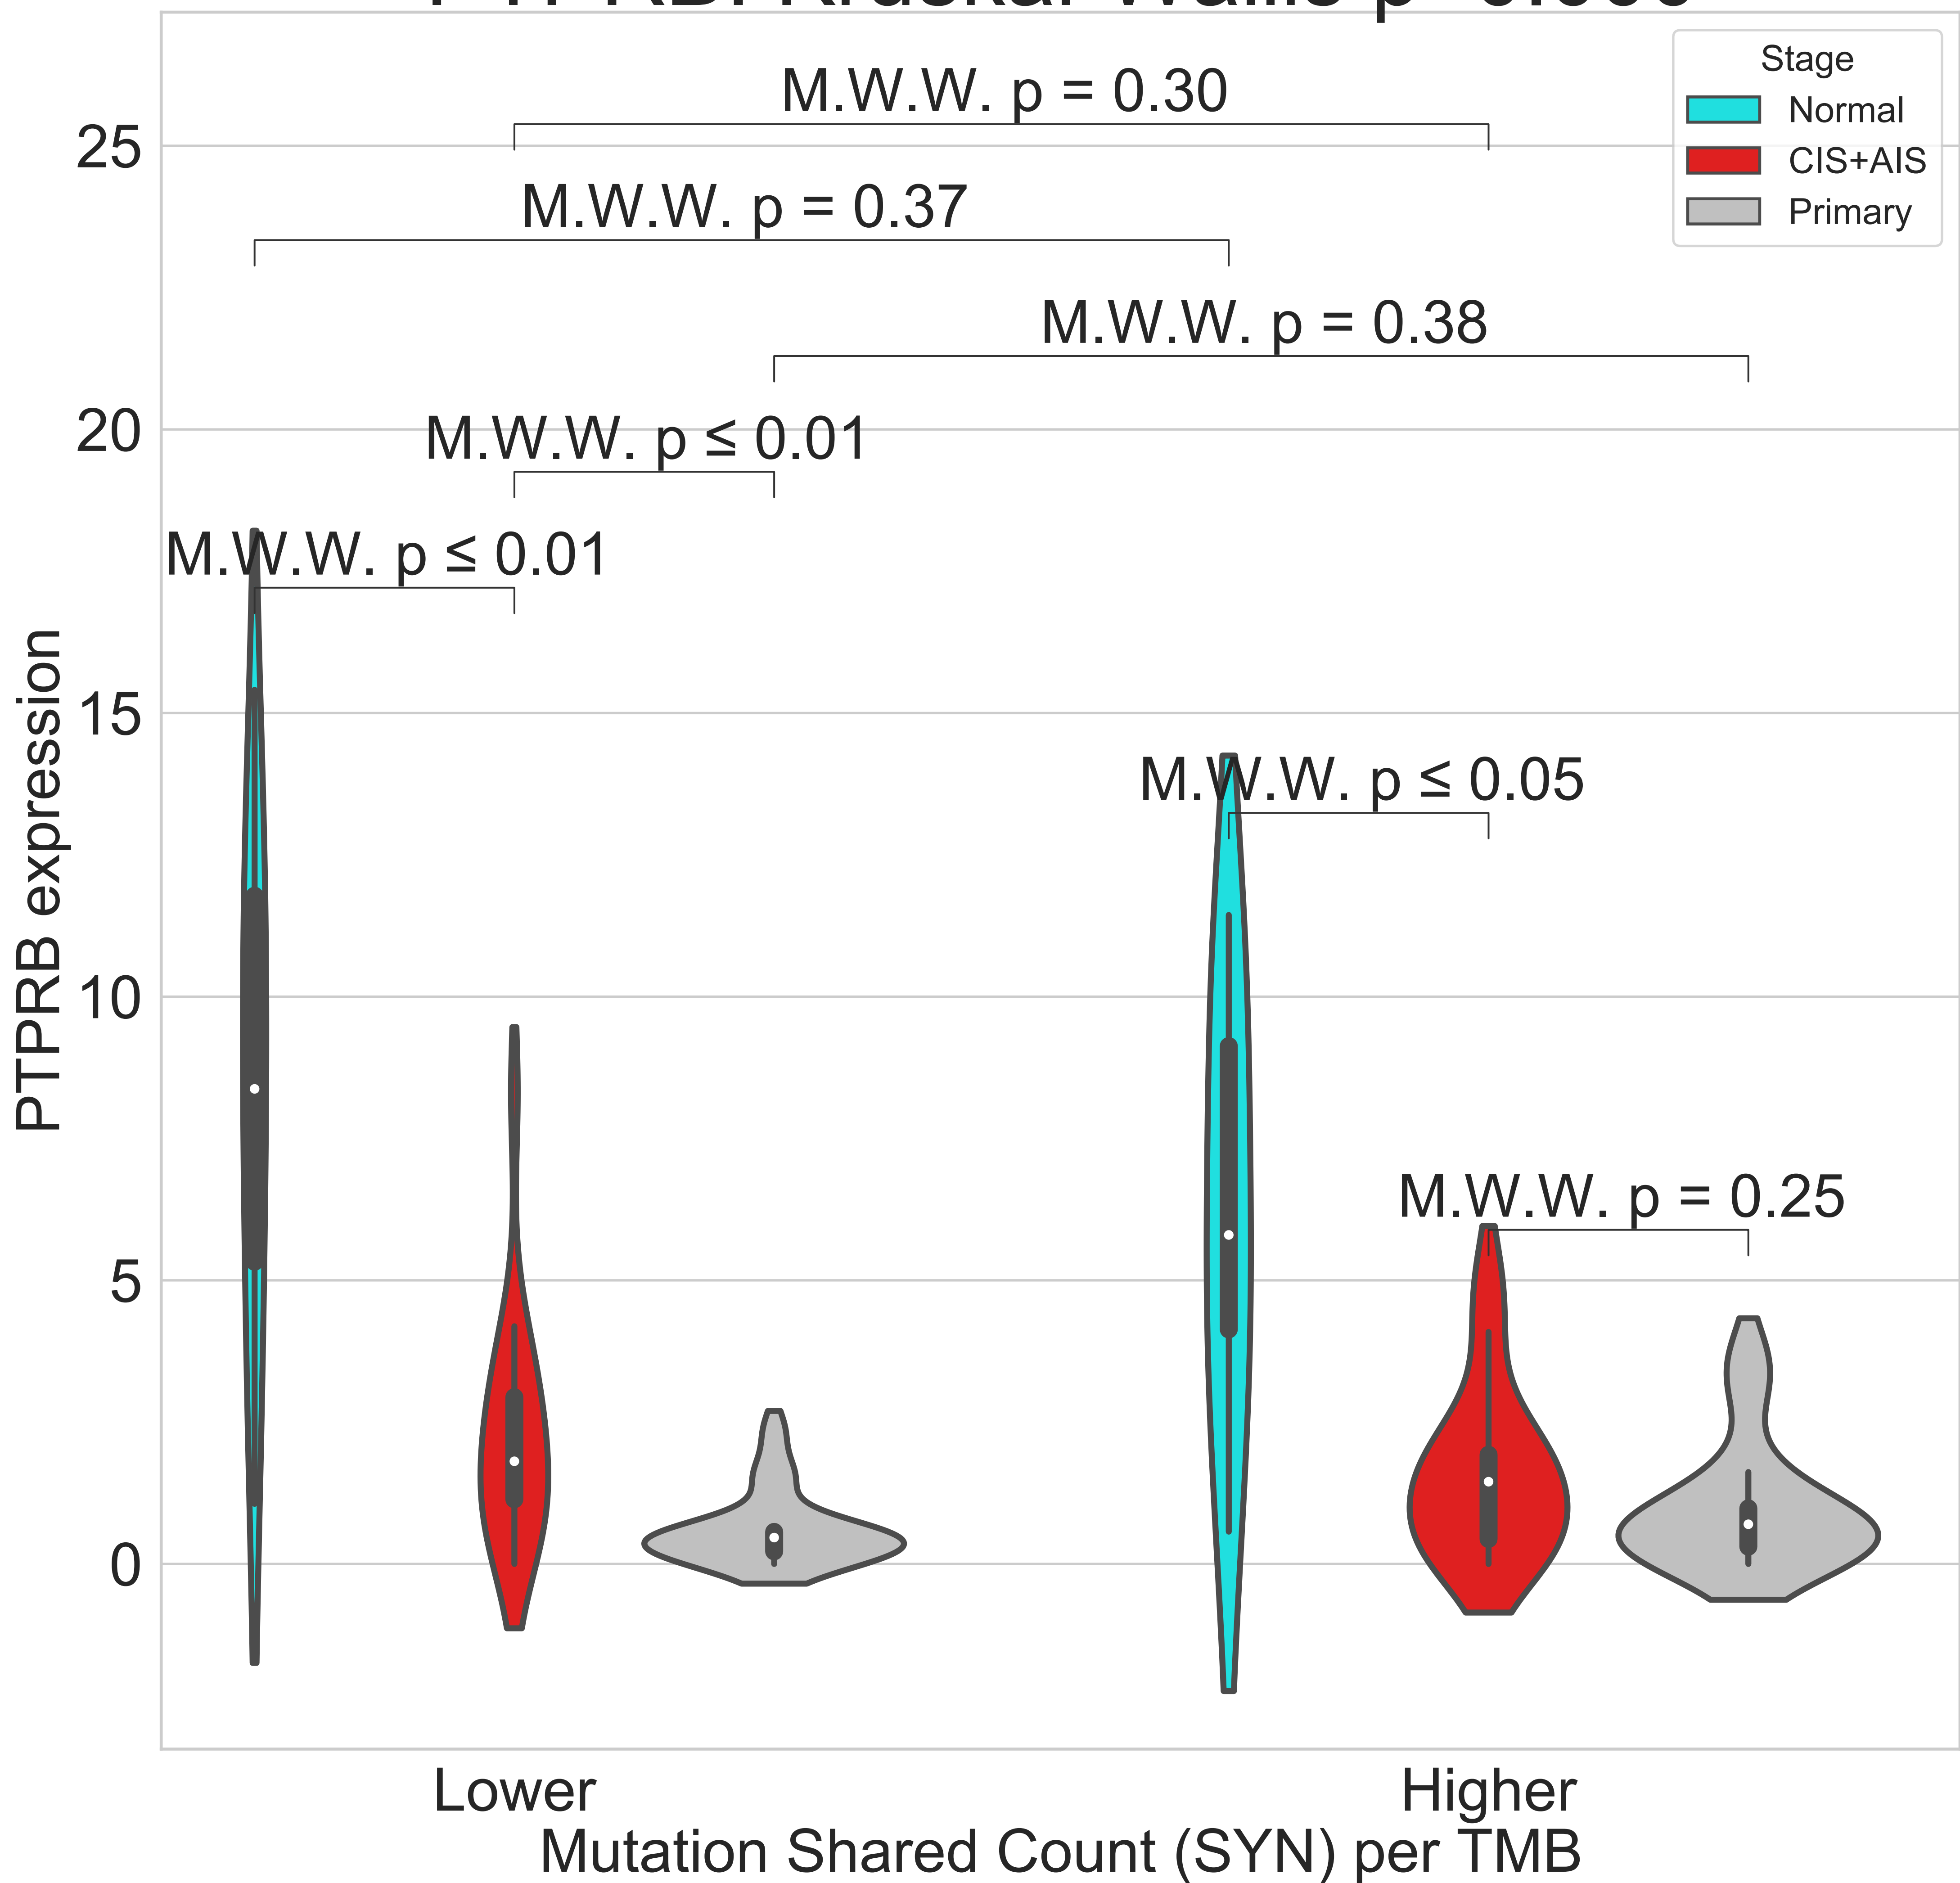 Stage
Normal
CIS+AIS
Primary
M.W.W. p = 0.30
25
M.W.W. p = 0.37
M.W.W. p = 0.38
M.W.W. p ≤ 0.01
20
M.W.W. p ≤ 0.01
15
M.W.W. p ≤ 0.05
PTPRB expression
10
M.W.W. p = 0.25
5
0
Lower
Higher
Mutation Shared Count (SYN) per TMB